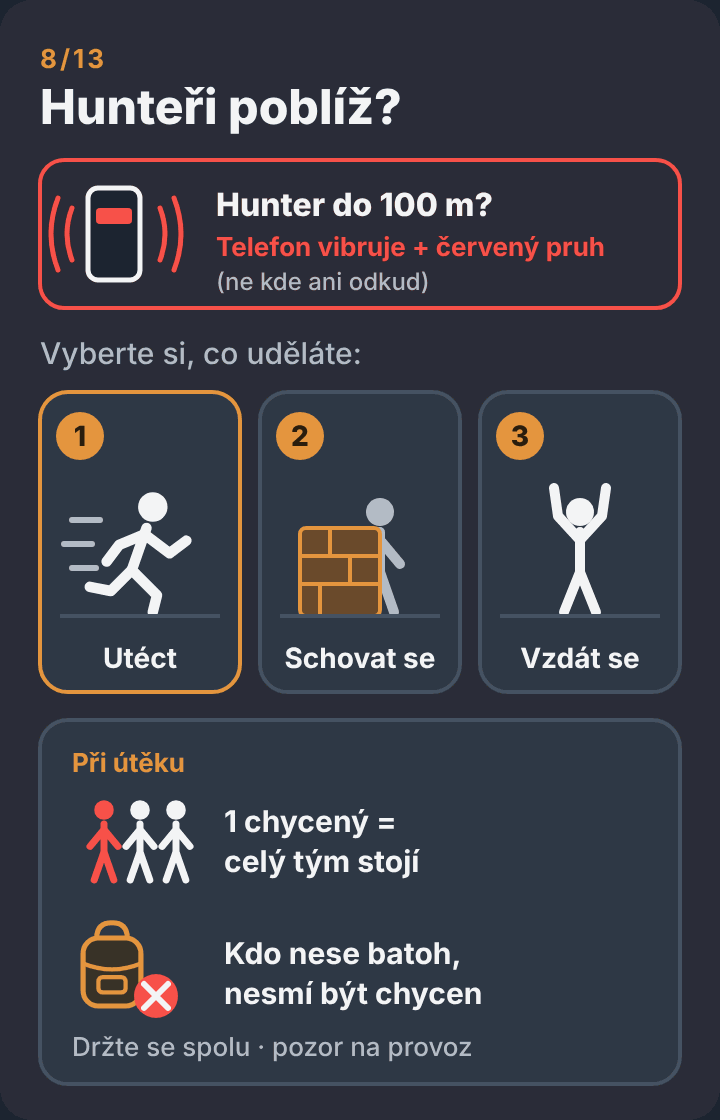 8/13
Hunteři poblíž?
Hunter do 100 m?
Telefon vibruje + červený pruh
(ne kde ani odkud)
Vyberte si, co uděláte:
1
2
3
Utéct
Schovat se
Vzdát se
Při útěku
1 chycený =
celý tým stojí
Kdo nese batoh,
nesmí být chycen
Držte se spolu · pozor na provoz